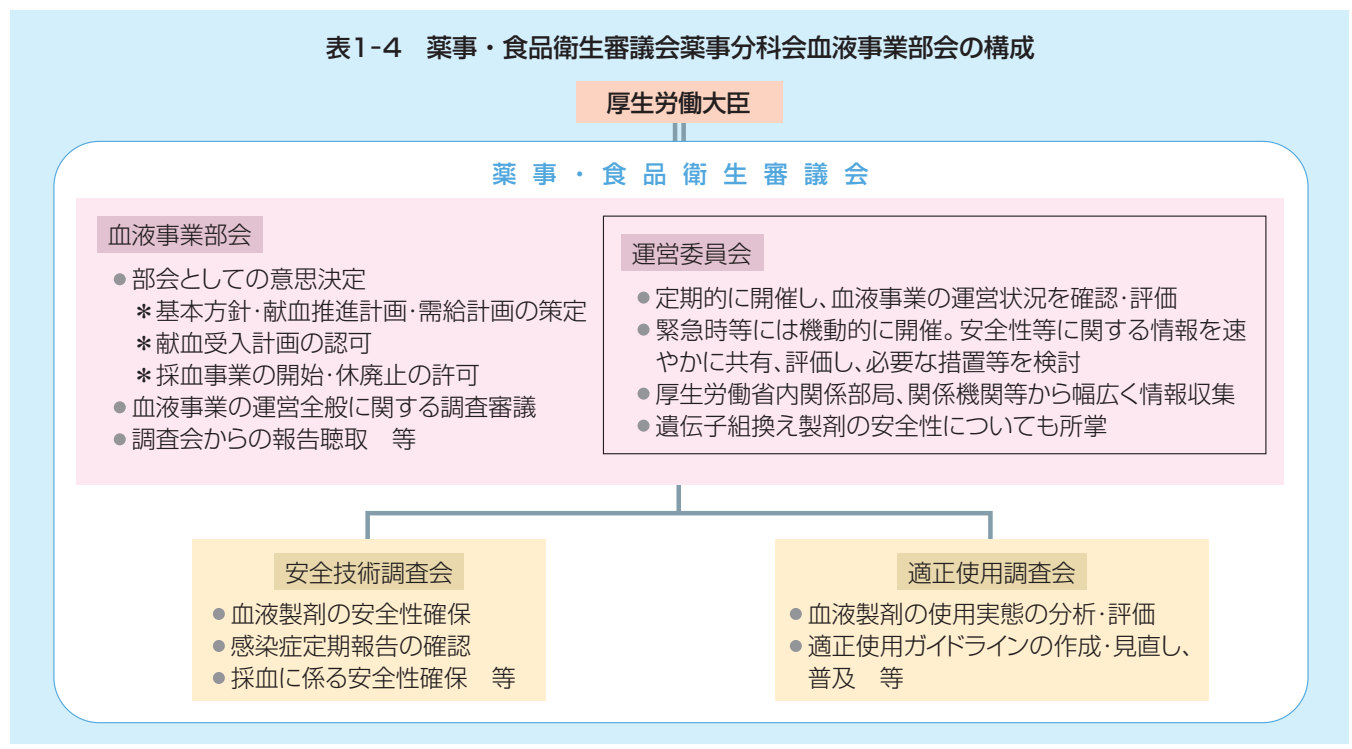 表1-4　薬事・食品衛生審議会薬事分科会血液事業部会の構成
厚生労働大臣
薬事・食品衛生審議会
血液事業部会
●部会としての意思決定
＊基本方針・献血推進計画・需給計画の策定
＊献血受入計画の認可
＊採血事業の開始・休廃止の許可
●血液事業の運営全般に関する調査審議
●調査会からの報告聴取　等
運営委員会
●定期的に開催し、血液事業の運営状況を確認・評価
●緊急時等には機動的に開催。安全性等に関する情報を速
やかに共有、評価し、必要な措置等を検討
●厚生労働省内関係部局、関係機関等から幅広く情報収集
●遺伝子組換え製剤の安全性についても所掌
安全技術調査会
●血液製剤の安全性確保
●感染症定期報告の確認
●採血に係る安全性確保　等
適正使用調査会
●血液製剤の使用実態の分析・評価
●適正使用ガイドラインの作成・見直し、
普及　等